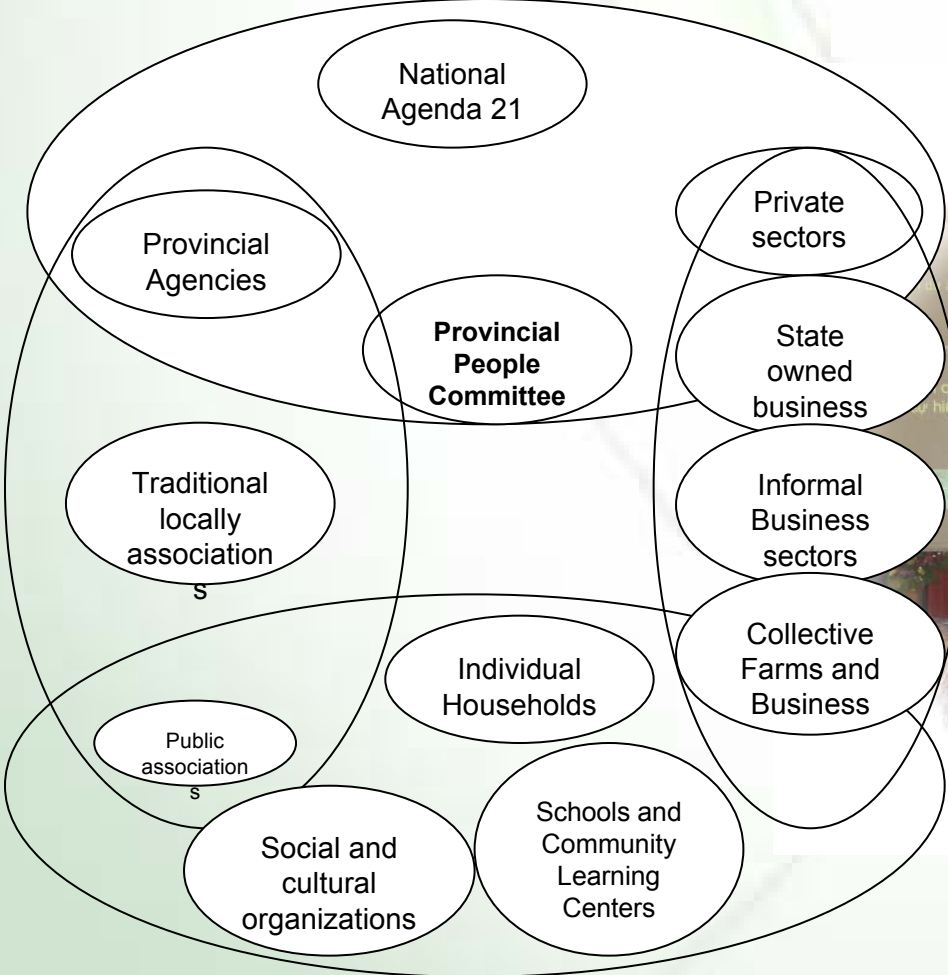 National
Agenda 21
Private
sectors
Provincial
Agencies
Provincial
People
Committee
State
owned
business
Traditional
locally
association
s
Informal
Business
sectors
Individual
Households
Collective
Farms and
Business
Public
association
s
Social and
cultural
organizations
Schools and
Community
Learning
Centers